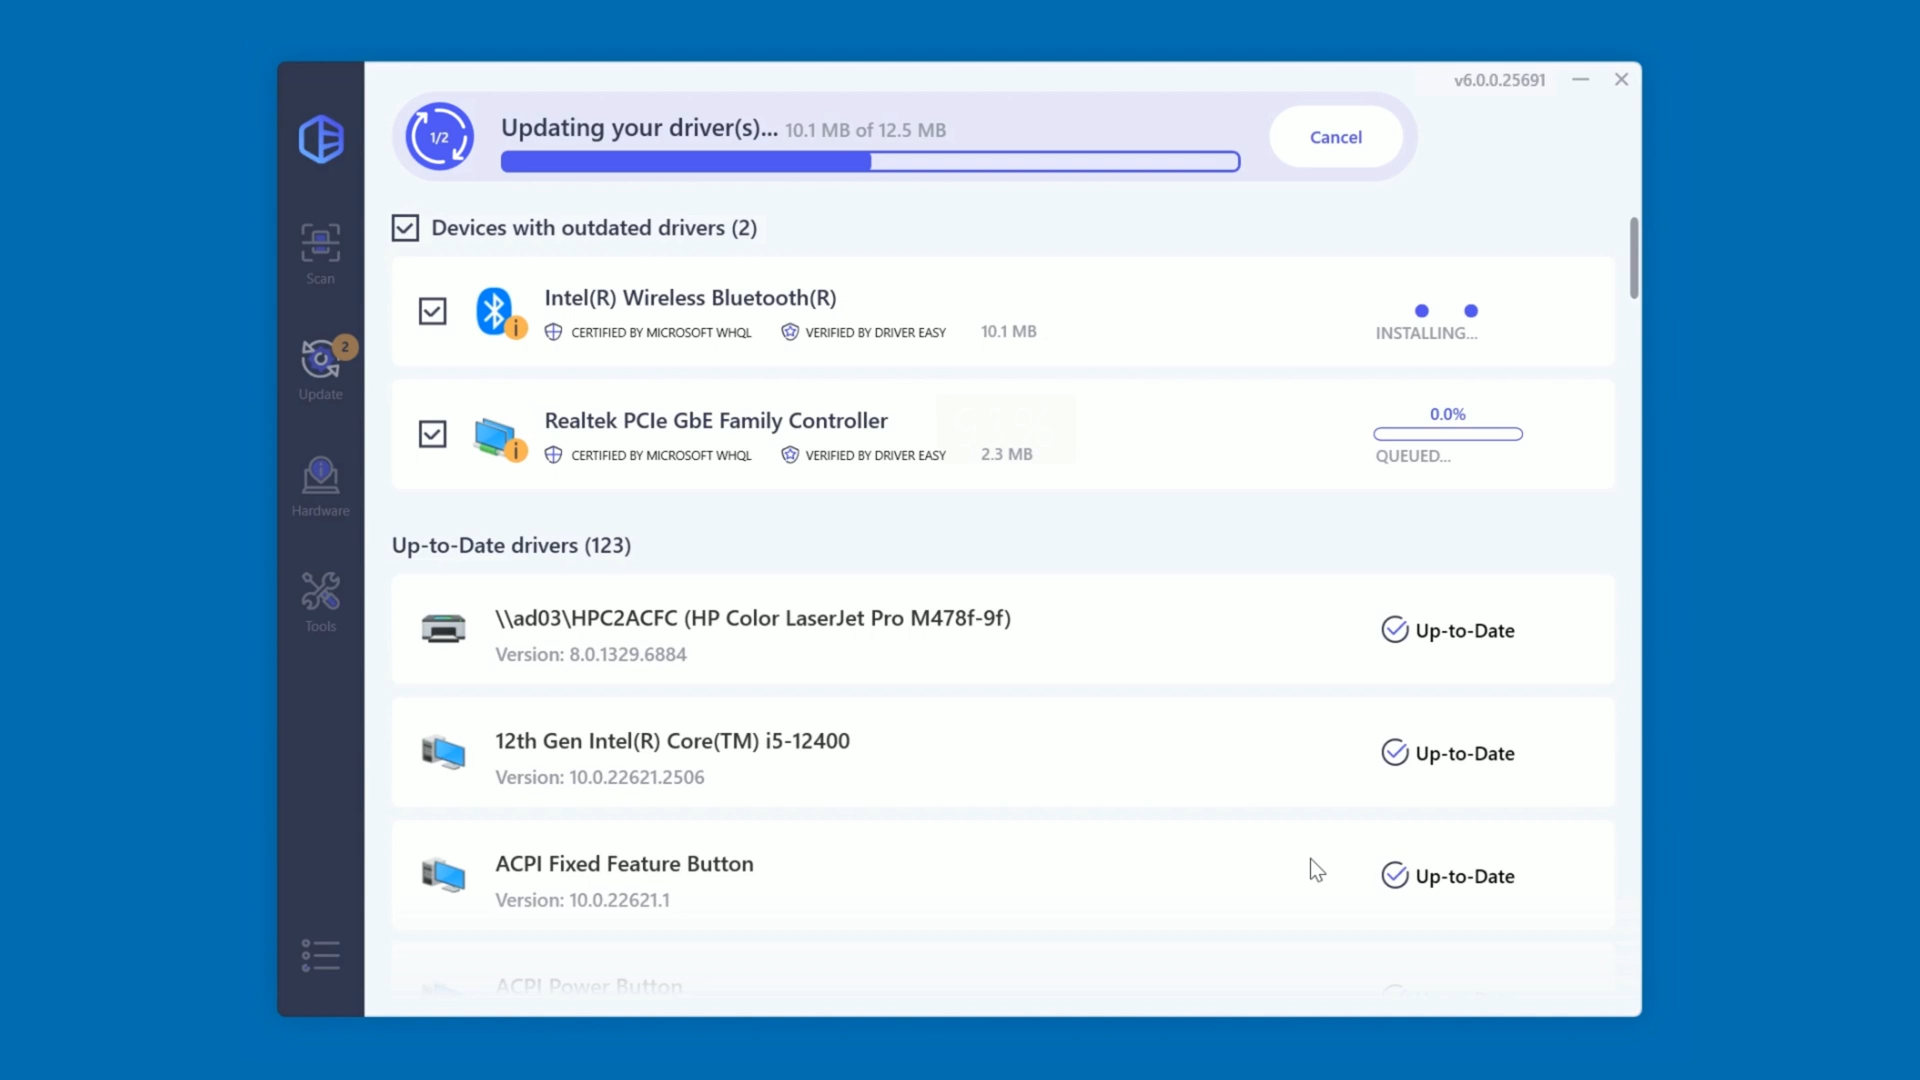 v6.0.0.25691
1/2
Updating your driver(s)... 10.1 MB of 12.5 MB
Cancel
Devices with outdated drivers (2)
Scan
Intel(R) Wireless Bluetooth(R)
CERTIFIED BY MICROSOFT WHQL VERIFIED BY DRIVER EASY 10.1 MB
INSTALLING...
2
Update
Realtek PCIe GbE Family Controller
CERTIFIED BY MICROSOFT WHQL VERIFIED BY DRIVER EASY 2.3 MB
0.0%
QUEUED...
Hardware
Up-to-Date drivers (123)
Tools
\\ad03\HPC2ACFC (HP Color LaserJet Pro M478f-9f)
Version: 8.0.1329.6884
Up-to-Date
12th Gen Intel(R) Core(TM) i5-12400
Version: 10.0.22621.2506
Up-to-Date
ACPI Fixed Feature Button
Version: 10.0.22621.1
Up-to-Date
ACPI Power Button